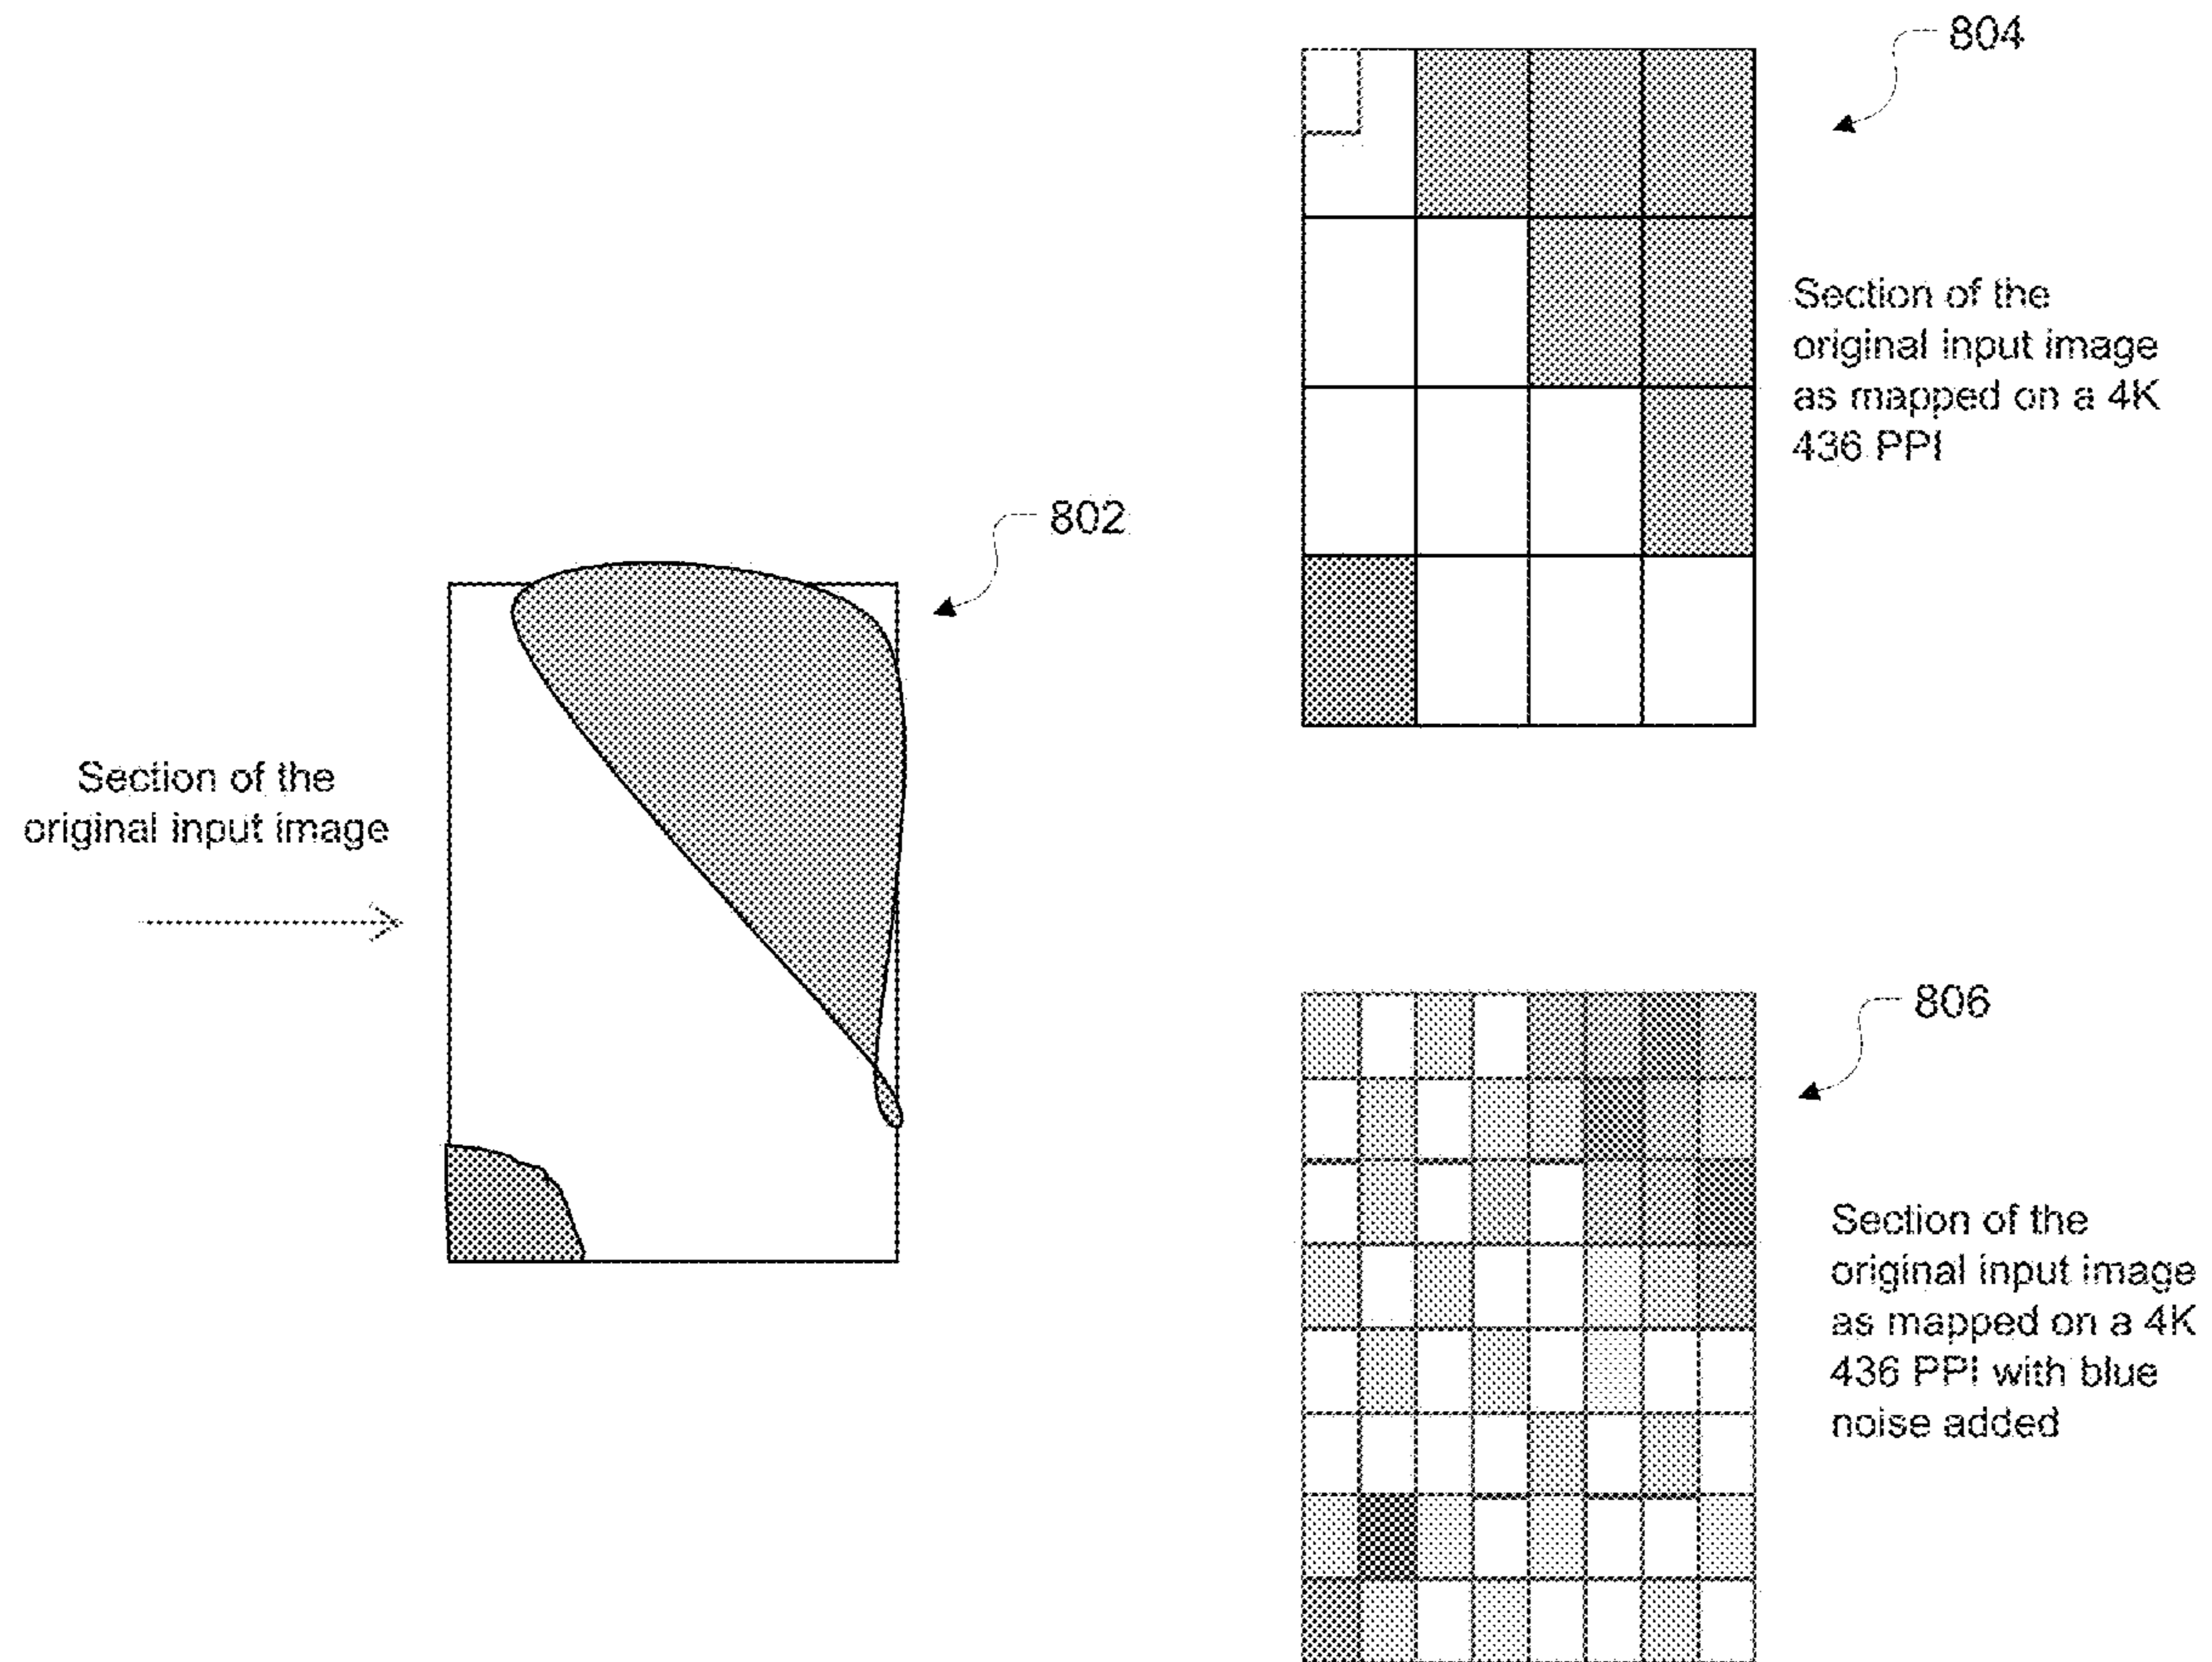 804
Section of the
original input image
as mapped on a 4K
436 PPI
802
Section of the
original input image
806
Section of the
original input image
as mapped on a 4K
436 PPI with blue
noise added